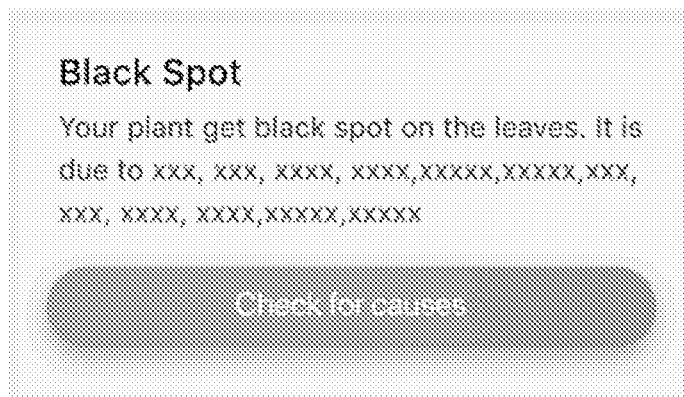 Black Spot
Your plant get black spot on the leaves. It is
due to xxx, xxx, xxxx, xxxx,xxxxx,xxxxx,xxx,
xxx, xxxx, xxxx,xxxxx,xxxxx
Check for causes